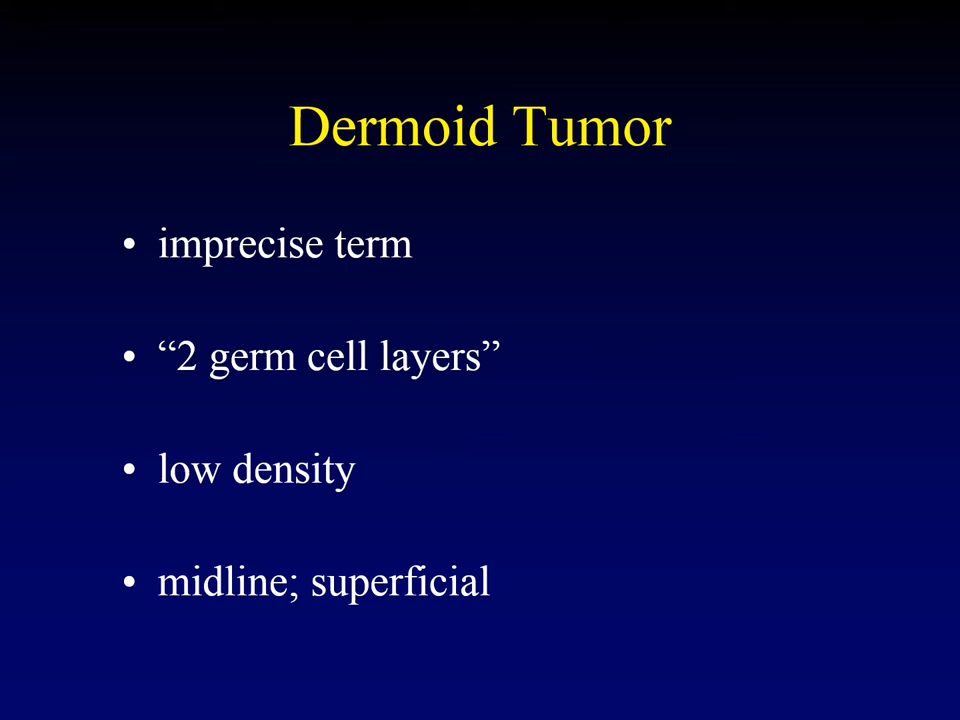 Dermoid Tumor
• imprecise term
• “2 germ cell layers”
• low density
• midline; superficial